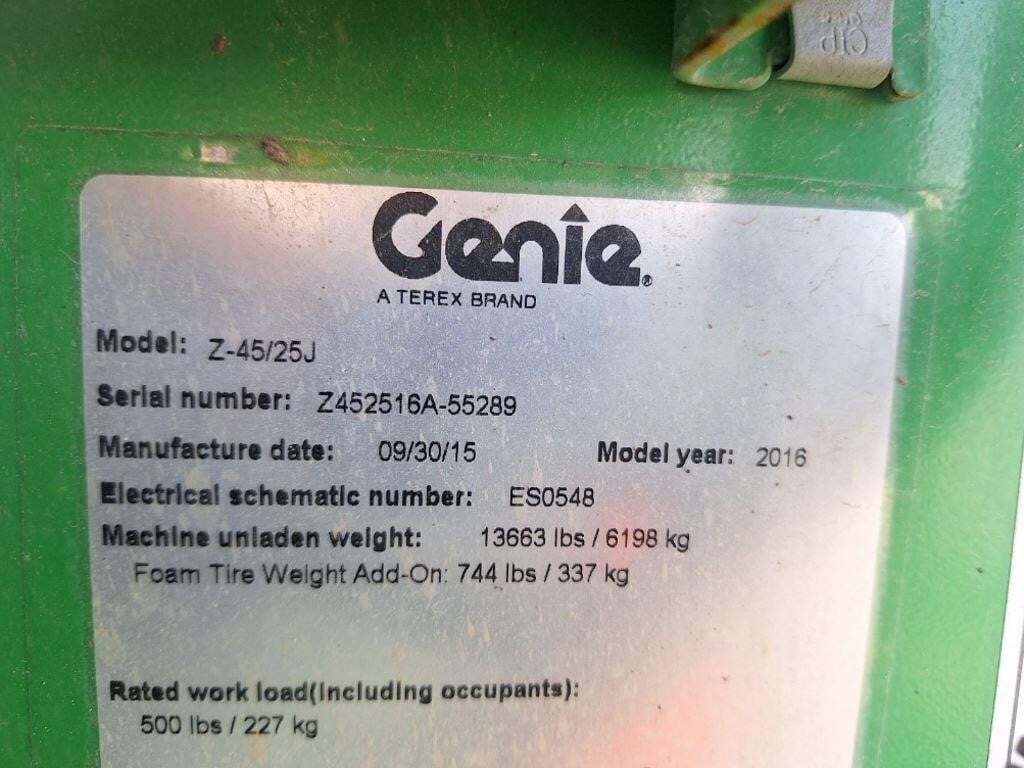 Genie®
A TEREX BRAND
Model: Z-45/25J
Serial number: Z452516A-55289
Manufacture date: 09/30/15 Model year: 2016
Electrical schematic number: ES0548
Machine unladen weight: 13663 lbs / 6198 kg
Foam Tire Weight Add-On: 744 lbs / 337 kg
Rated work load(Including occupants):
500 lbs / 227 kg